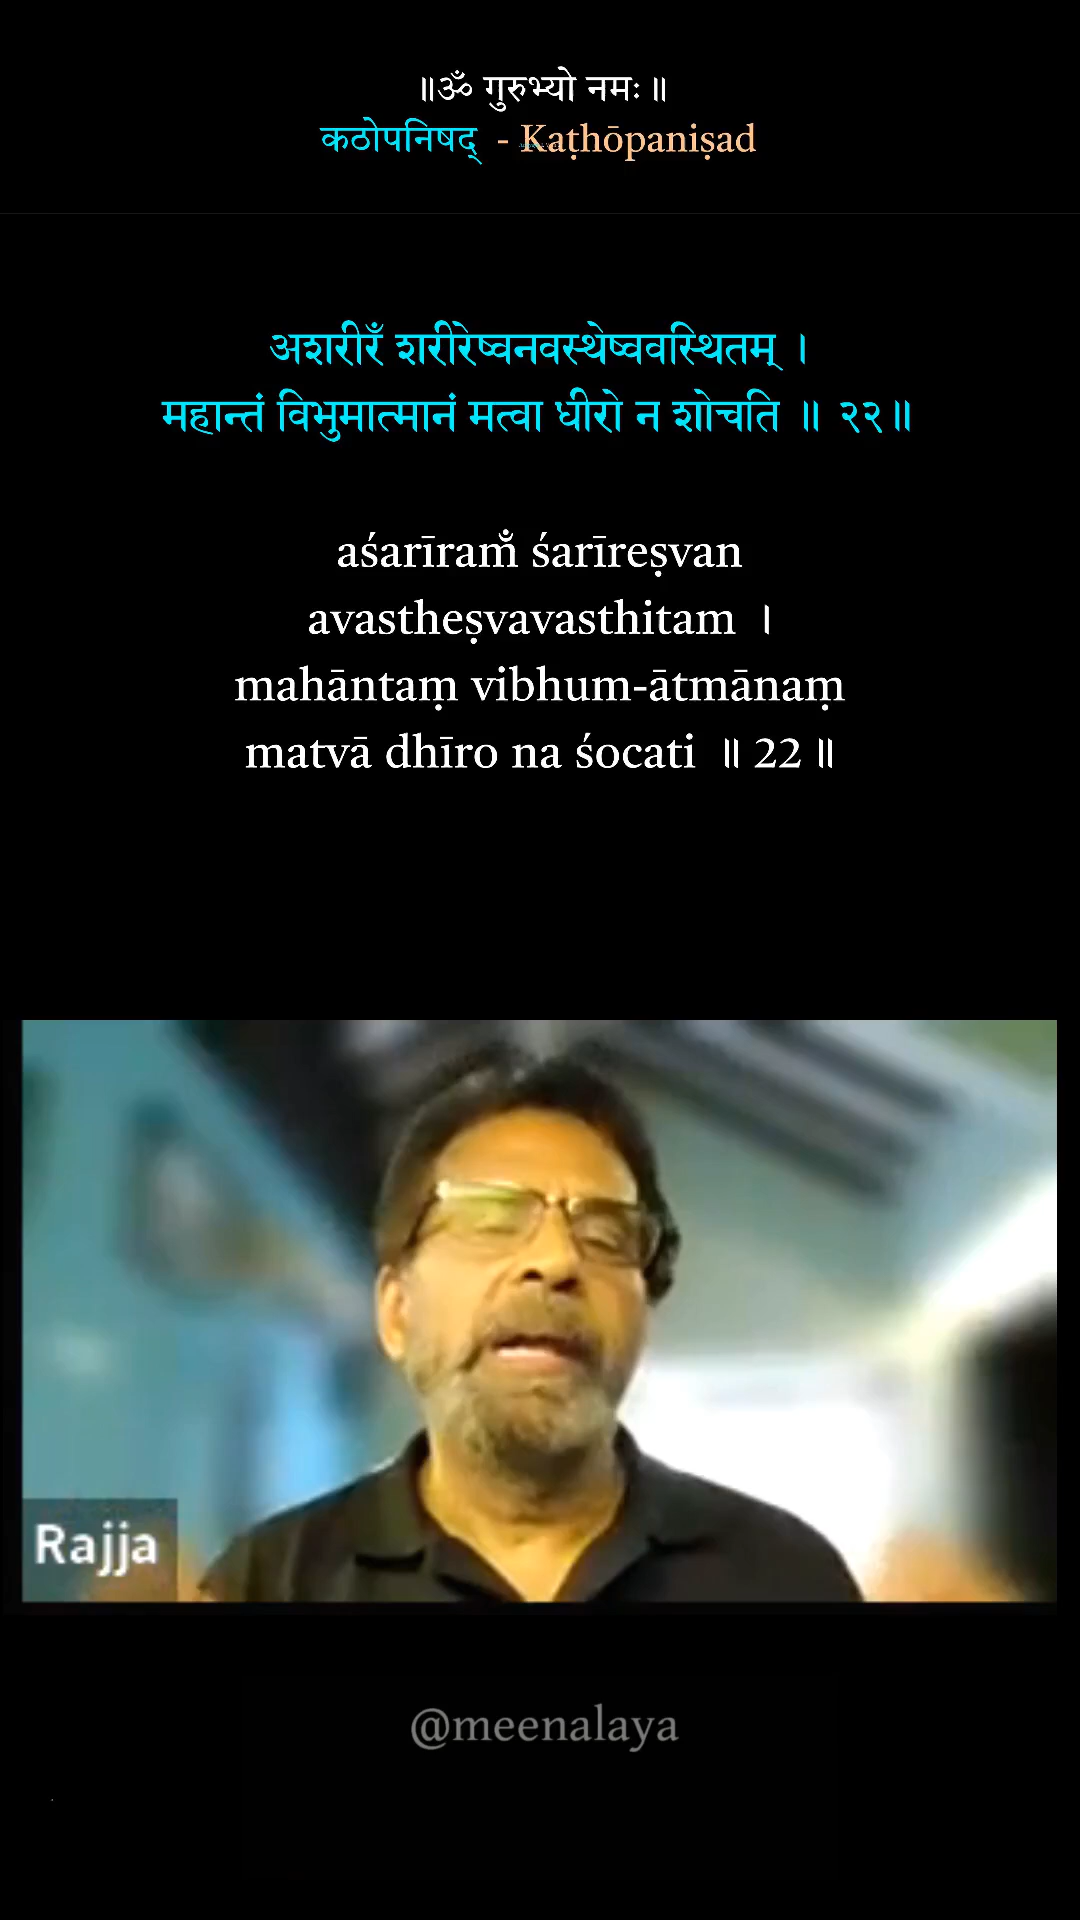 ॥ॐ गुरुभ्यो नमः॥
कठोपनिषद् - Kaṭhōpaniṣad
अशरीरँ शरीरेष्वनवस्थेष्ववस्थितम् ।
महान्तं विभुमात्मानं मत्वा धीरो न शोचति ॥ २२॥
aśarīram̐ śarīreṣvan
avastheṣvavasthitam ।
mahāntaṃ vibhum-ātmānaṃ
matvā dhīro na śocati ॥ 22॥
Rajja
@meenalaya